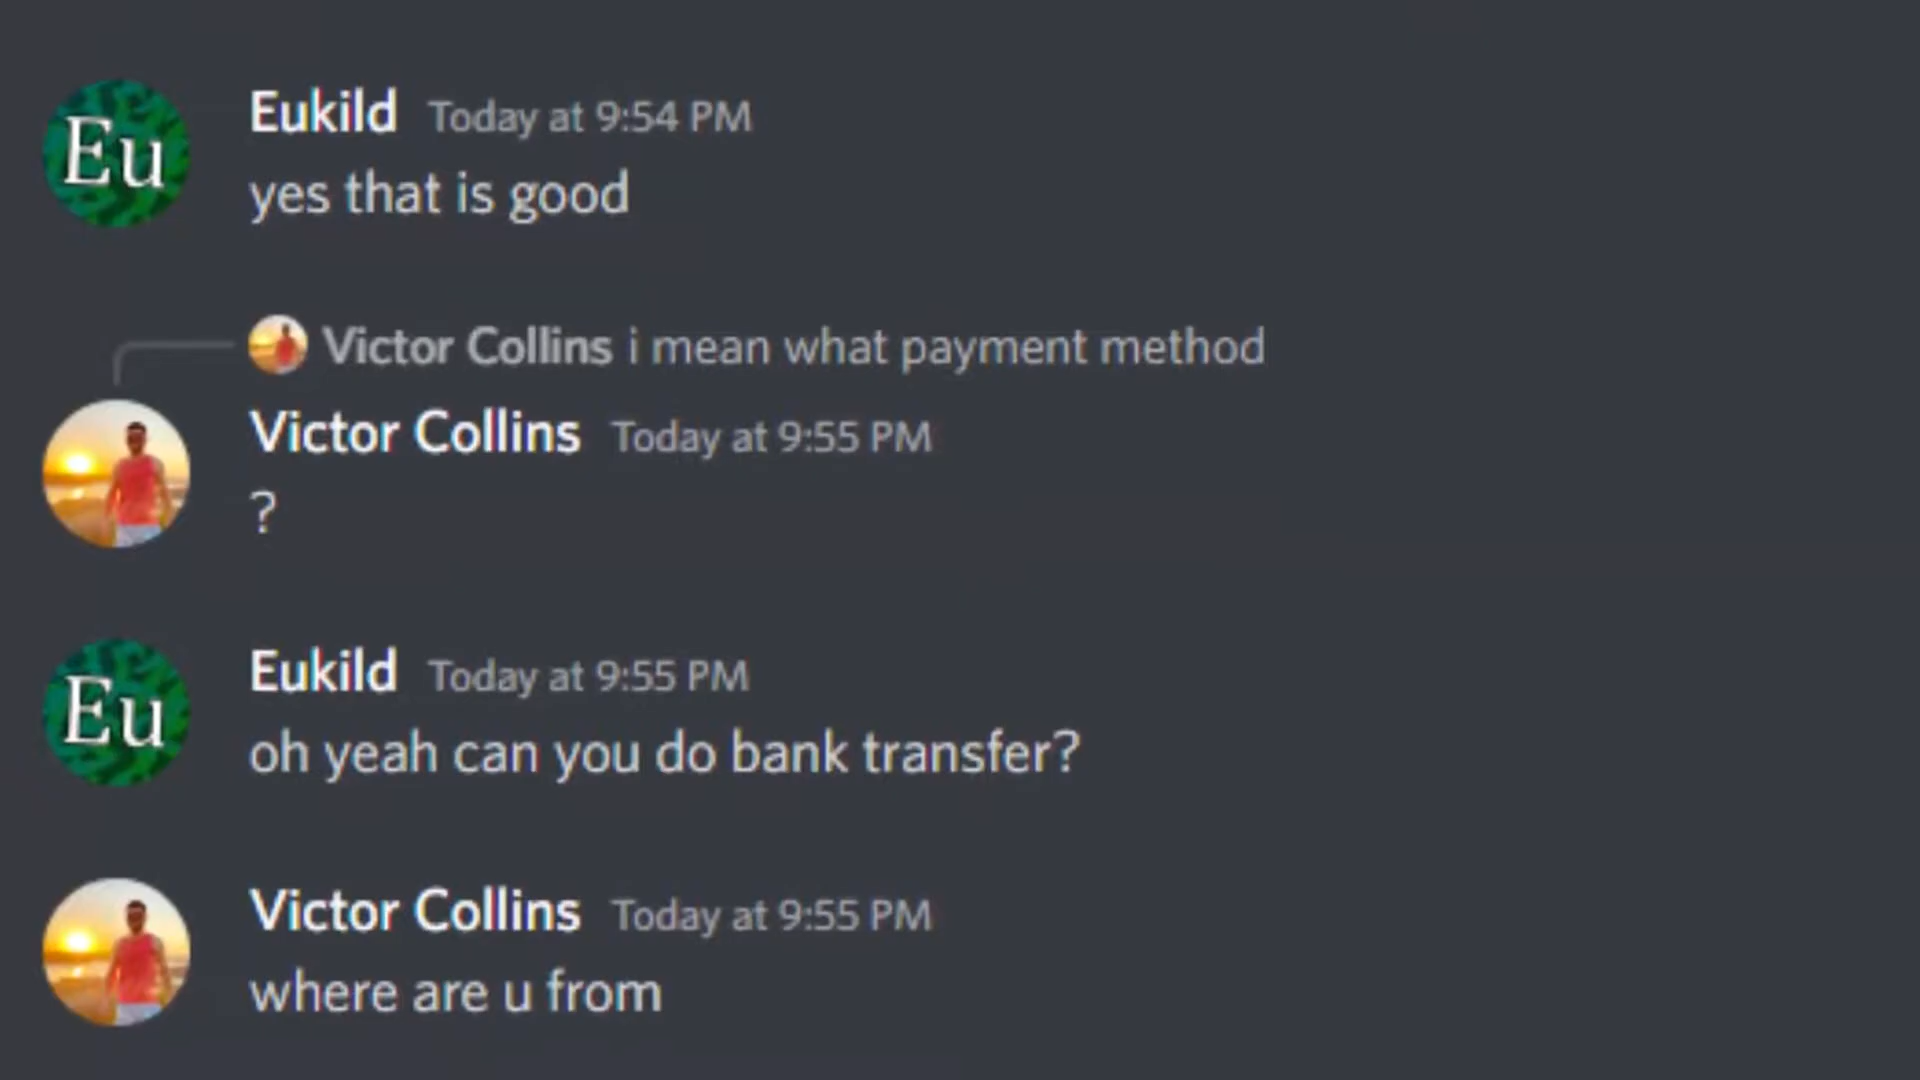 Eu
Eukild Today at 9:54 PM
yes that is good
Victor Collins i mean what payment method
Victor Collins Today at 9:55 PM
?
Eu
Eukild Today at 9:55 PM
oh yeah can you do bank transfer?
Victor Collins Today at 9:55 PM
where are u from